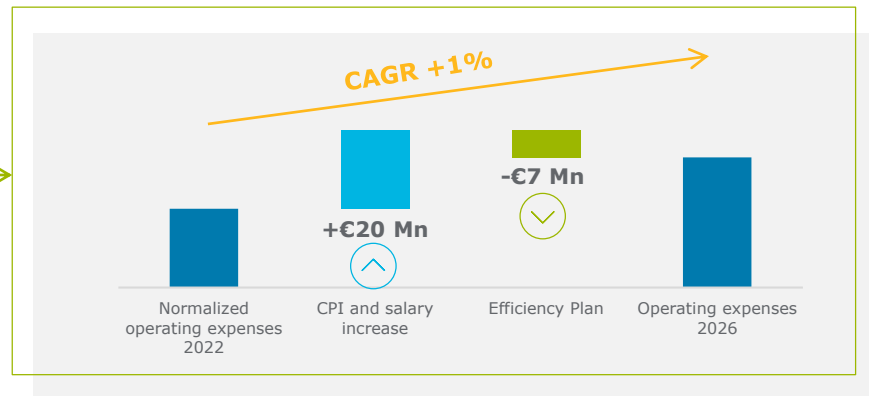 CAGR +1%
-€7 Mn
+€20 Mn
Normalized
operating expenses
2022
CPI and salary
increase
Efficiency Plan
Operating expenses
2026